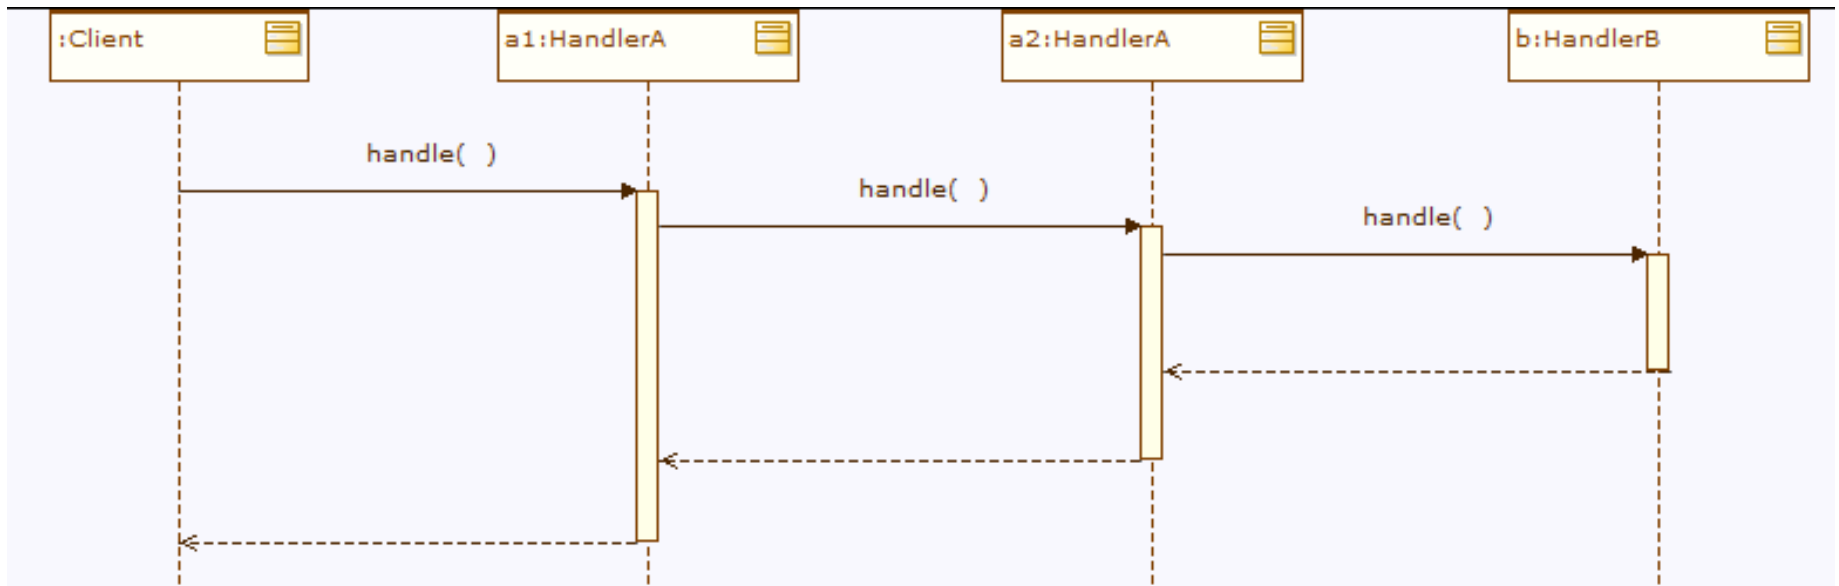 :Client
a1:HandlerA
a2:HandlerA
b:HandlerB
handle(  )
handle(  )
handle(  )